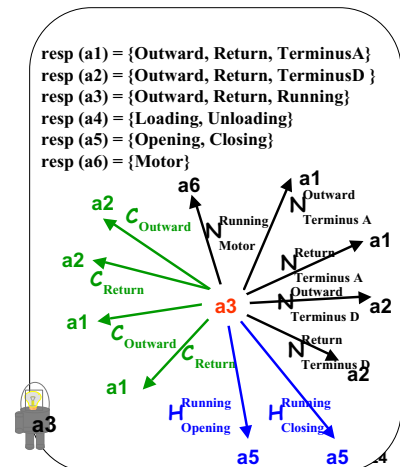 resp (a1) = {Outward, Return, TerminusA}
resp (a2) = {Outward, Return, TerminusD }
resp (a3) = {Outward, Return, Running}
resp (a4) = {Loading, Unloading}
resp (a5) = {Opening, Closing}
resp (a6) = {Motor}
a6
a1
N Outward Terminus A
a2
C Outward
N Running Motor
a1
a2
C Return
N Return Terminus A
a3
N Outward Terminus D
a2
a1
C Outward
C Return
N Return Terminus D
a2
a1
H Running Opening
H Running Closing
a3
a5
a5